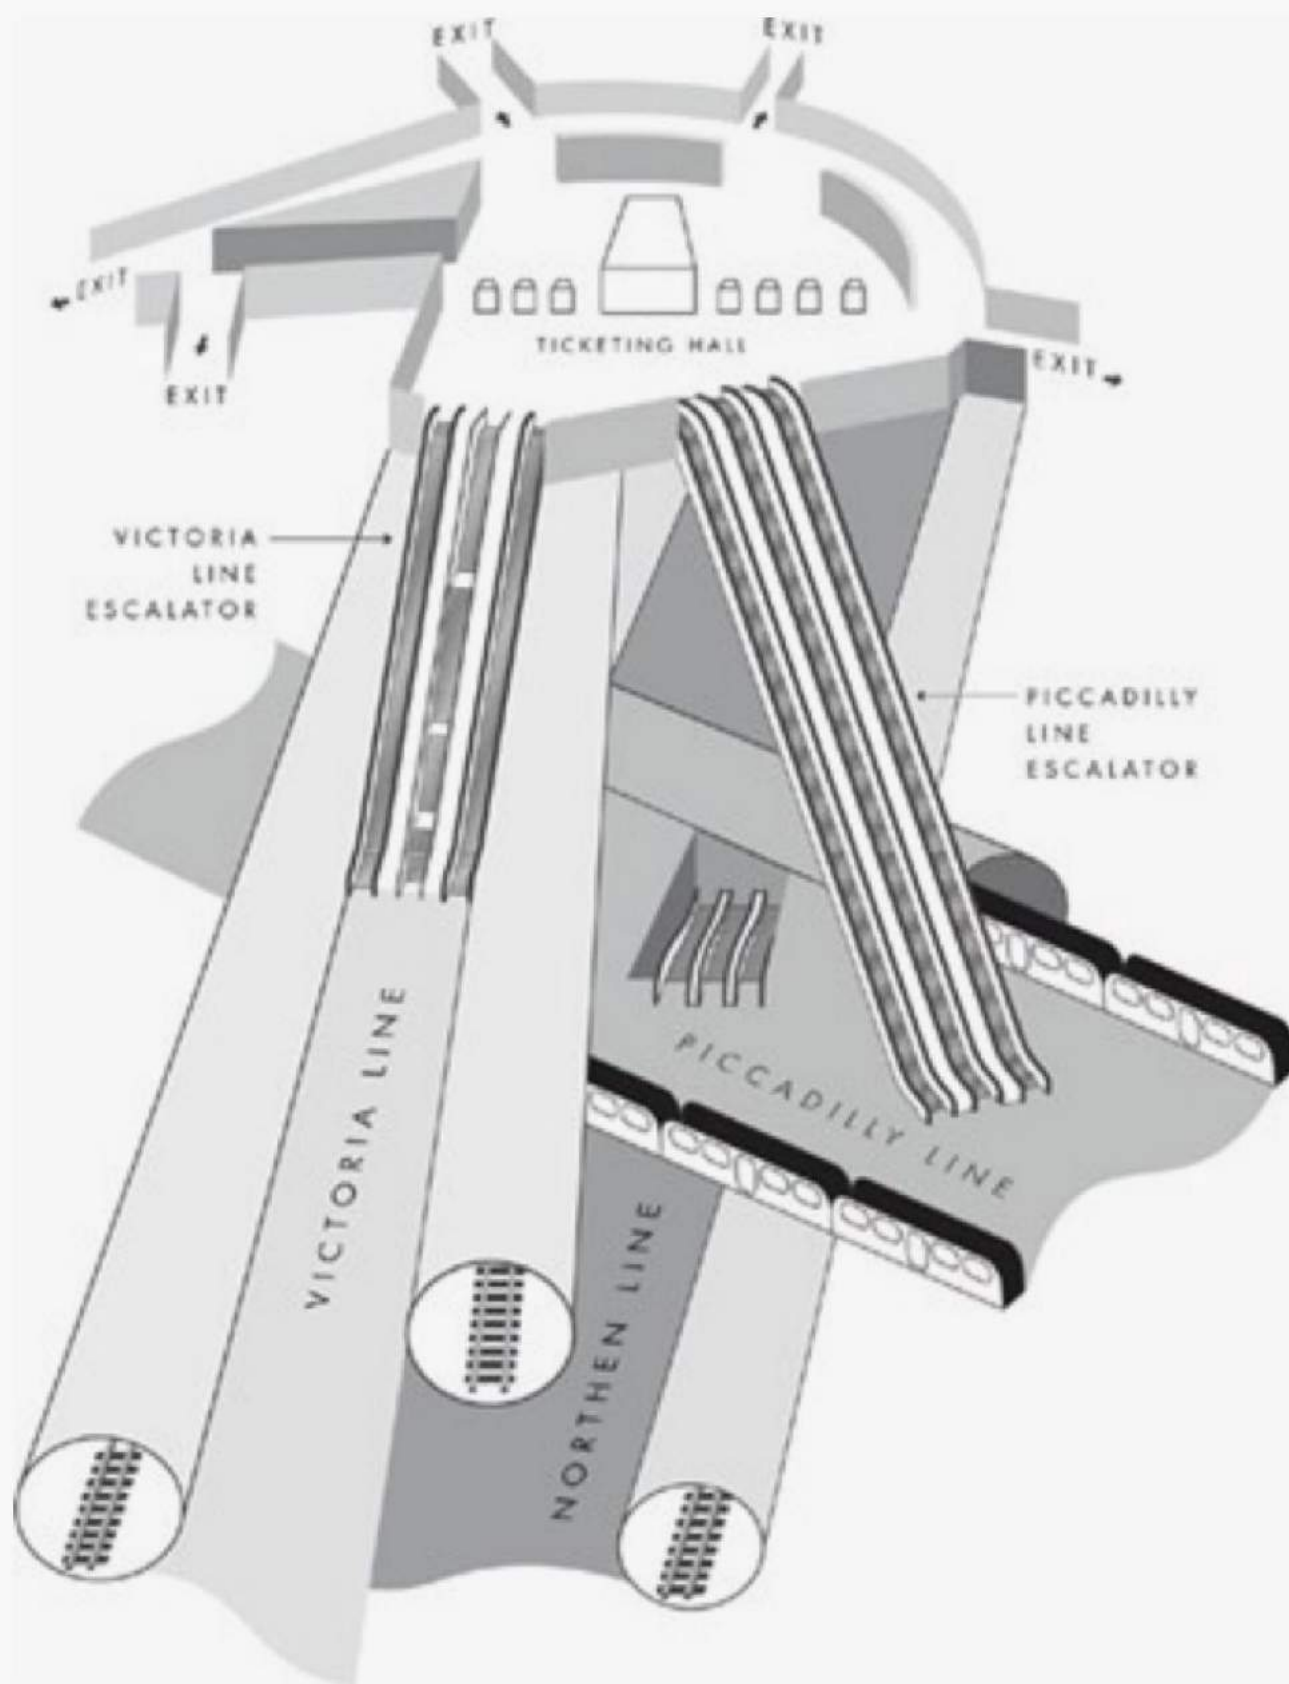 EXIT
EXIT
EXIT
EXIT
TICKETING HALL
EXIT
VICTORIA
LINE
ESCALATOR
PICCADILLY
LINE
ESCALATOR
VICTORIA LINE
PICCADILLY LINE
NORTHEN LINE